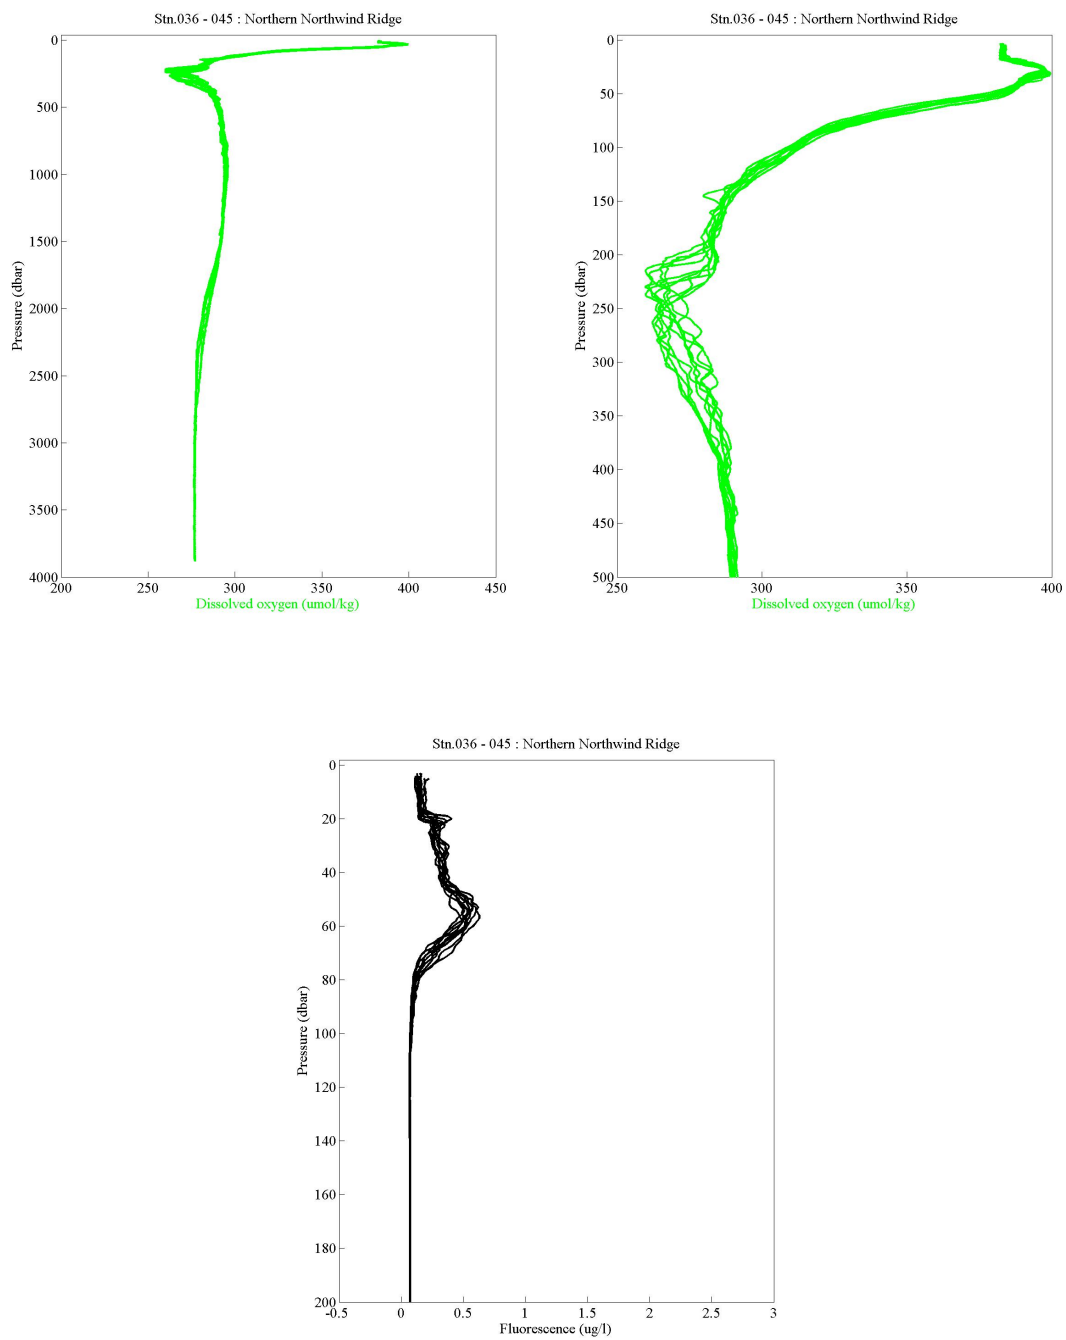 Stn.036 - 045 : Northern Northwind Ridge
0
500
1000
1500
2000
2500
3000
3500
4000
Pressure (dbar)
200 250 300 350 400 450
Dissolved oxygen (umol/kg)
Stn.036 - 045 : Northern Northwind Ridge
0
50
100
150
200
250
300
350
400
450
500
Pressure (dbar)
250 300 350 400
Dissolved oxygen (umol/kg)
Stn.036 - 045 : Northern Northwind Ridge
0
20
40
60
80
100
120
140
160
180
200
Pressure (dbar)
-0.5 0 0.5 1 1.5 2 2.5 3
Fluorescence (ug/l)